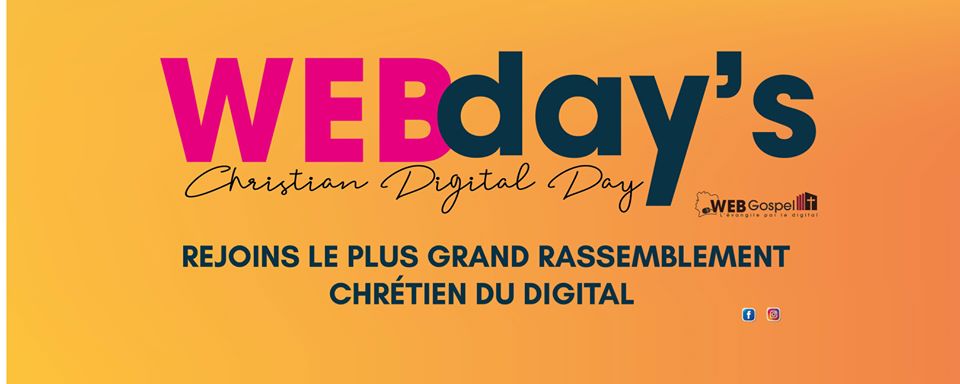 WEBday's
Christian Digital Day
WEB Gospel
L'évangile par le digital
REJOINS LE PLUS GRAND RASSEMBLEMENT
CHRÉTIEN DU DIGITAL